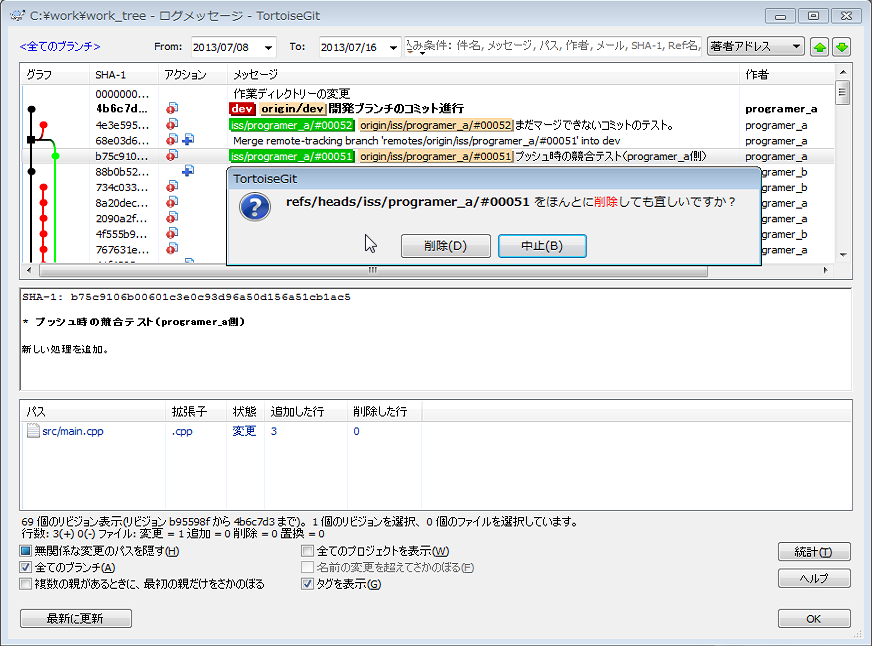 C:¥work¥work_tree - ログメッセージ - TortoiseGit
<全てのブランチ> From: 2013/07/08 To: 2013/07/16 込み条件: 件名, メッセージ, パス, 作者, メール, SHA-1, Ref名, 著者アドレス
グラフ SHA-1 アクション メッセージ 作者
0000000... 作業ディレクトリーの変更
4b6c7d... dev origin/dev 開発ブランチのコミット進行 programer_a
4e3e595... iss/programer_a/#00052 origin/iss/programer_a/#00052 まだマージできないコミットのテスト。 programer_a
68e03d6... Merge remote-tracking branch 'remotes/origin/iss/programer_a/#00051' into dev programer_a
b75c910... iss/programer_a/#00051 origin/iss/programer_a/#00051 プッシュ時の競合テスト(programer_a側) programer_a
88b0b52... gramer_b
734c033... gramer_b
8a20dec... gramer_a
2090a2f... gramer_a
4f555b9... gramer_b
767631e... gramer_a
TortoiseGit
refs/heads/iss/programer_a/#00051 をほんとに削除しても宜しいですか？
削除(D) 中止(B)
SHA-1: b75c9106b00601c3e0c93d96a50d156a51cb1ac5
* プッシュ時の競合テスト(programer_a側)
新しい処理を追加。
パス 拡張子 状態 追加した行 削除した行
src/main.cpp .cpp 変更 3 0
69 個のリビジョン表示(リビジョン b95598f から 4b6c7d3 まで)。1 個のリビジョンを選択、0 個のファイルを選択しています。
行数: 3(+) 0(-) ファイル: 変更 = 1 追加 = 0 削除 = 0 置換 = 0
無関係な変更のパスを隠す(H) 全てのプロジェクトを表示(W) 統計(T)
全てのブランチ(A) 名前の変更を超えてさかのぼる(F) ヘルプ
複数の親があるときに、最初の親だけをさかのぼる タグを表示(G)
最新に更新 OK